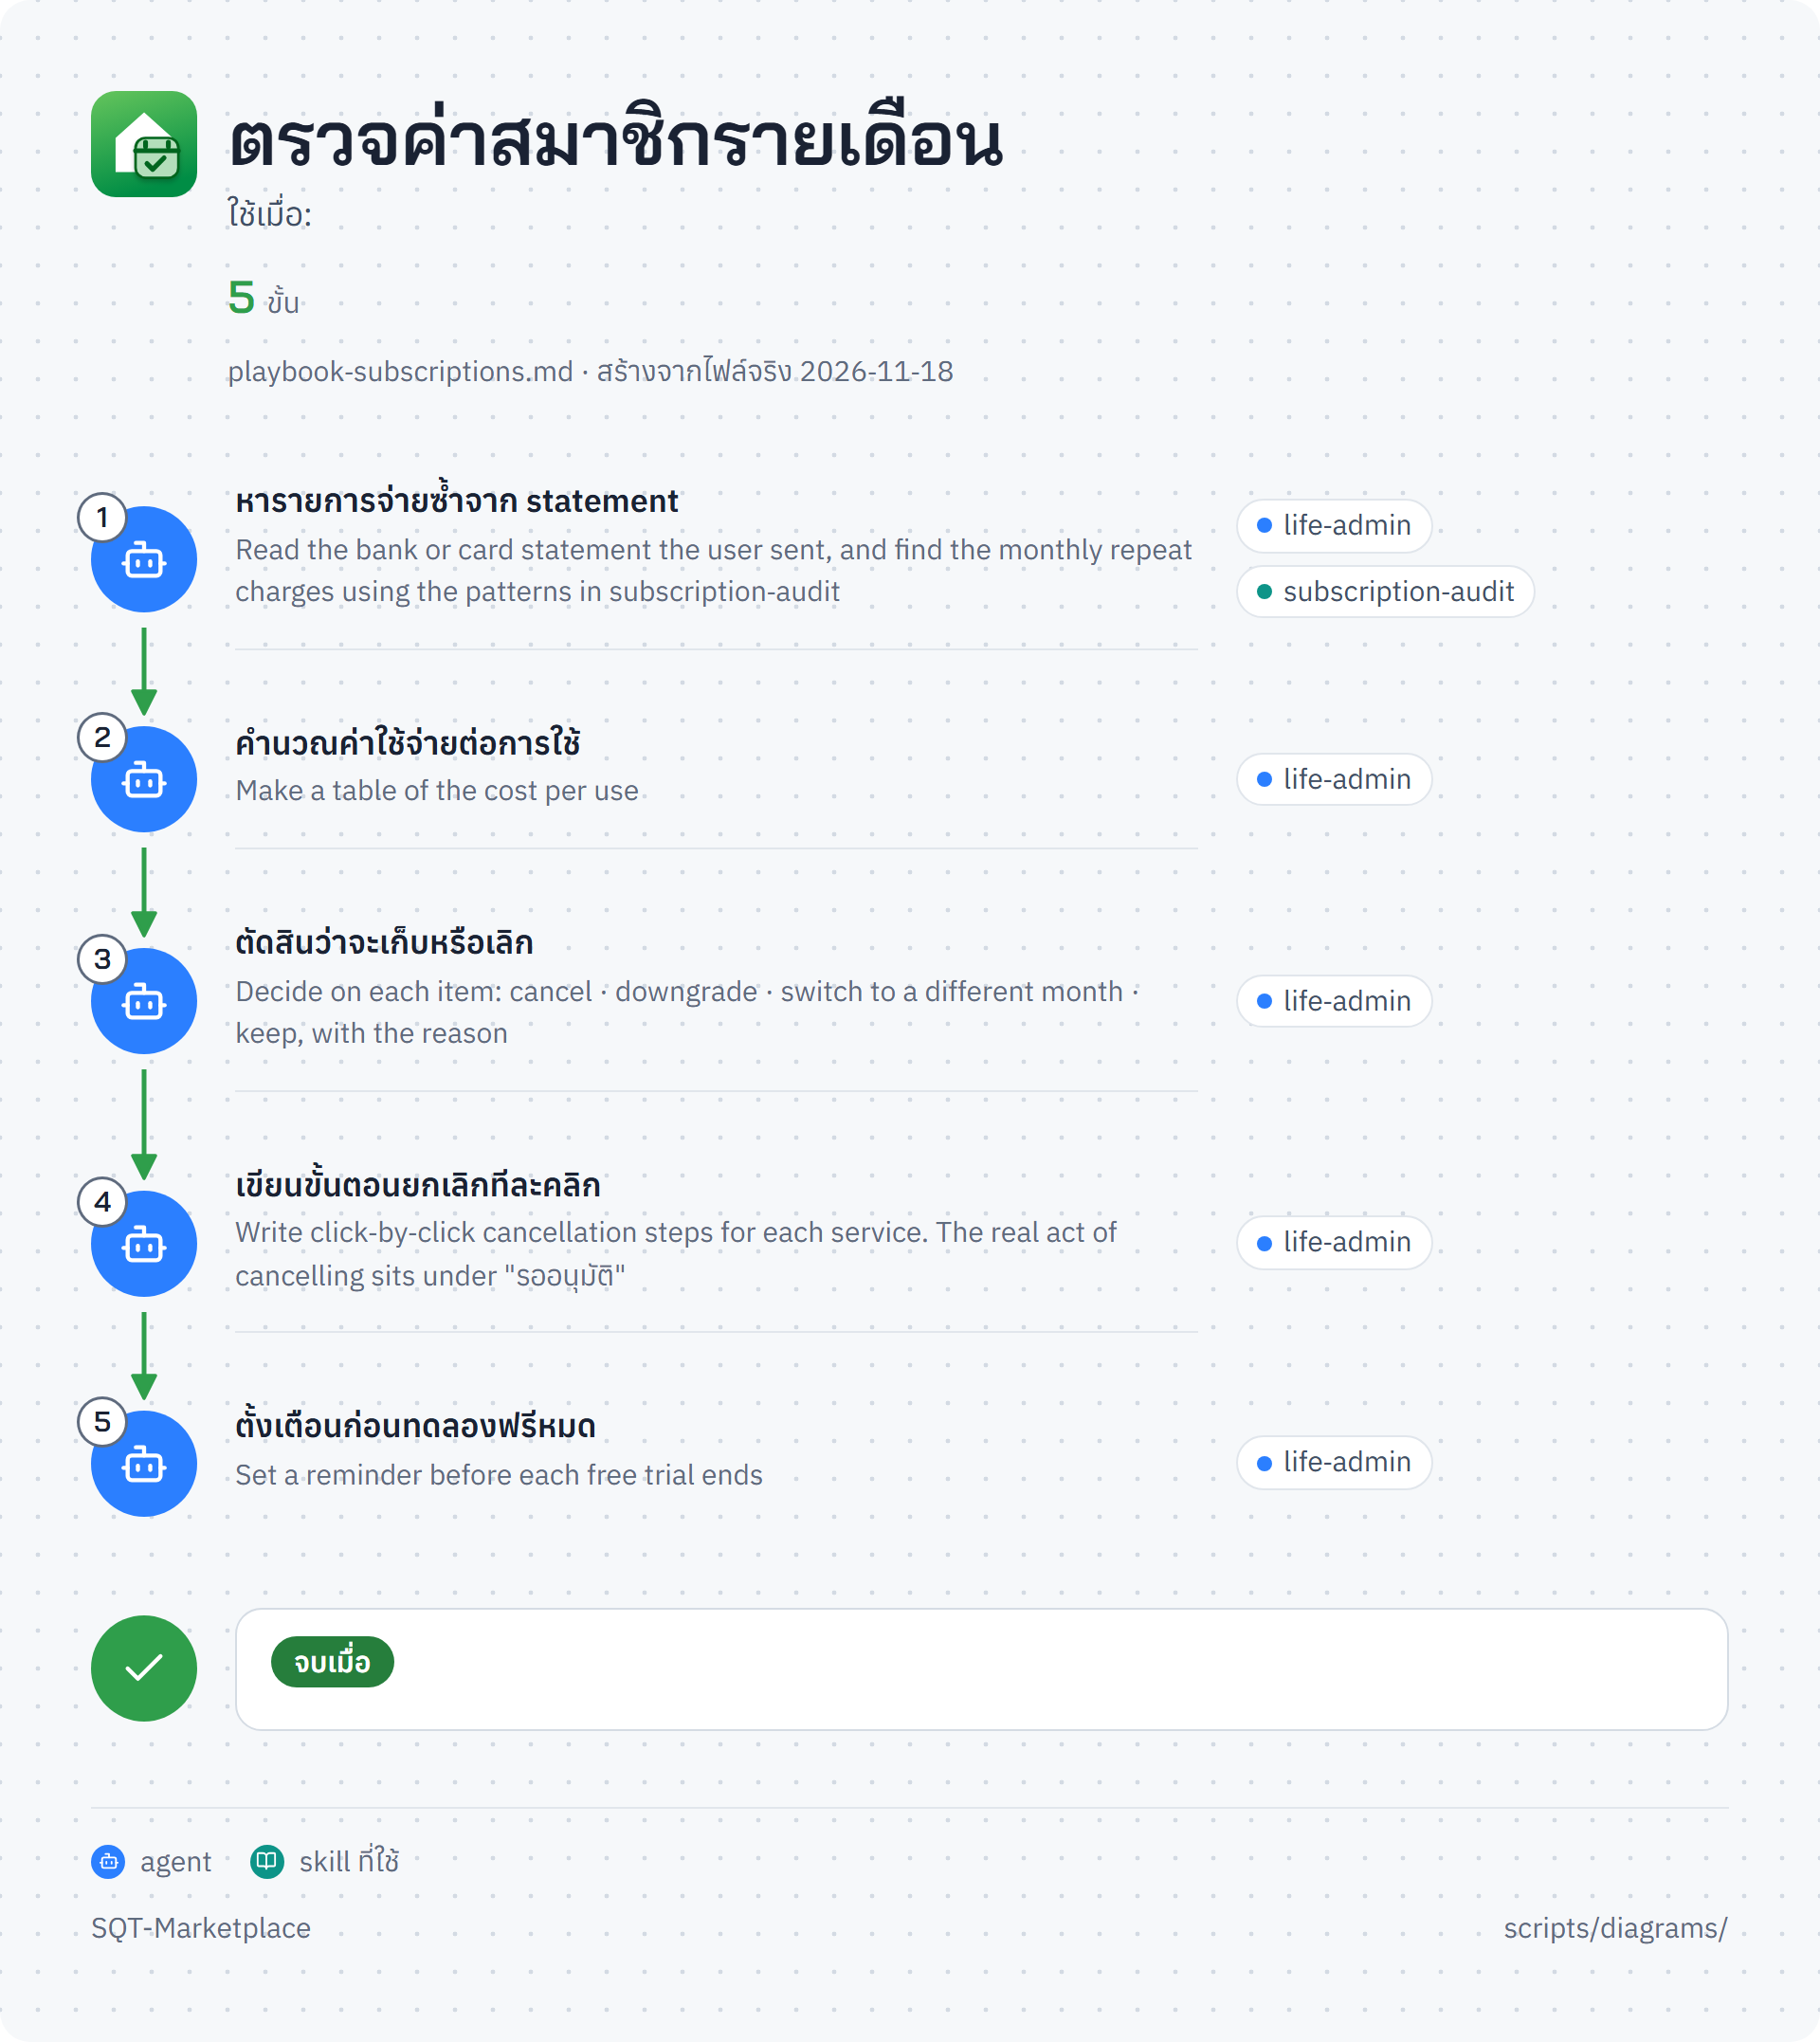 ตรวจค่าสมาชิกรายเดือน
ใช้เมื่อ:
5 ขั้น
playbook-subscriptions.md · สร้างจากไฟล์จริง 2026-11-18
1
หารายการจ่ายซ้ำจาก statement
Read the bank or card statement the user sent, and find the monthly repeat
charges using the patterns in subscription-audit
life-admin
subscription-audit
2
คำนวณค่าใช้จ่ายต่อการใช้
Make a table of the cost per use
life-admin
3
ตัดสินว่าจะเก็บหรือเลิก
Decide on each item: cancel · downgrade · switch to a different month ·
keep, with the reason
life-admin
4
เขียนขั้นตอนยกเลิกทีละคลิก
Write click-by-click cancellation steps for each service. The real act of
cancelling sits under "รออนุมัติ"
life-admin
5
ตั้งเตือนก่อนทดลองฟรีหมด
Set a reminder before each free trial ends
life-admin
จบเมื่อ
agent
skill ที่ใช้
SQT-Marketplace
scripts/diagrams/